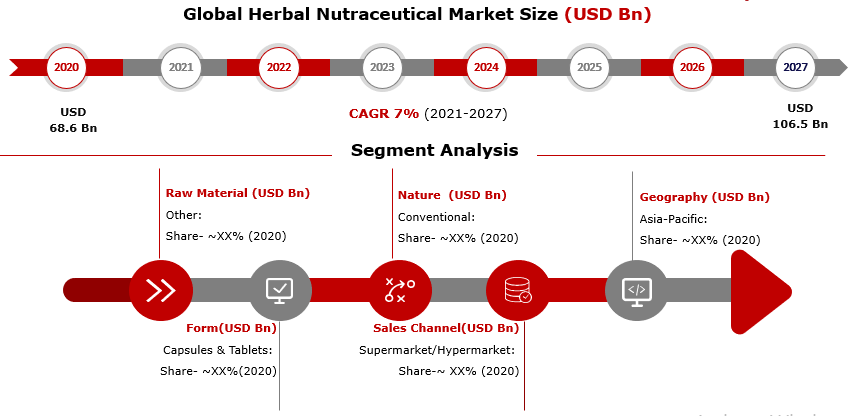 Global Herbal Nutraceutical Market Size (USD Bn)
2020 2021 2022 2023 2024 2025 2026 2027
USD
68.6 Bn
CAGR 7% (2021-2027)
USD
106.5 Bn
Segment Analysis
Raw Material (USD Bn)
Other:
Share- ~XX% (2020)
Nature (USD Bn)
Conventional:
Share- ~XX% (2020)
Geography (USD Bn)
Asia-Pacific:
Share- ~XX% (2020)
</>
Form(USD Bn)
Capsules & Tablets:
Share- ~XX%(2020)
Sales Channel(USD Bn)
Supermarket/Hypermarket:
Share-~ XX% (2020)